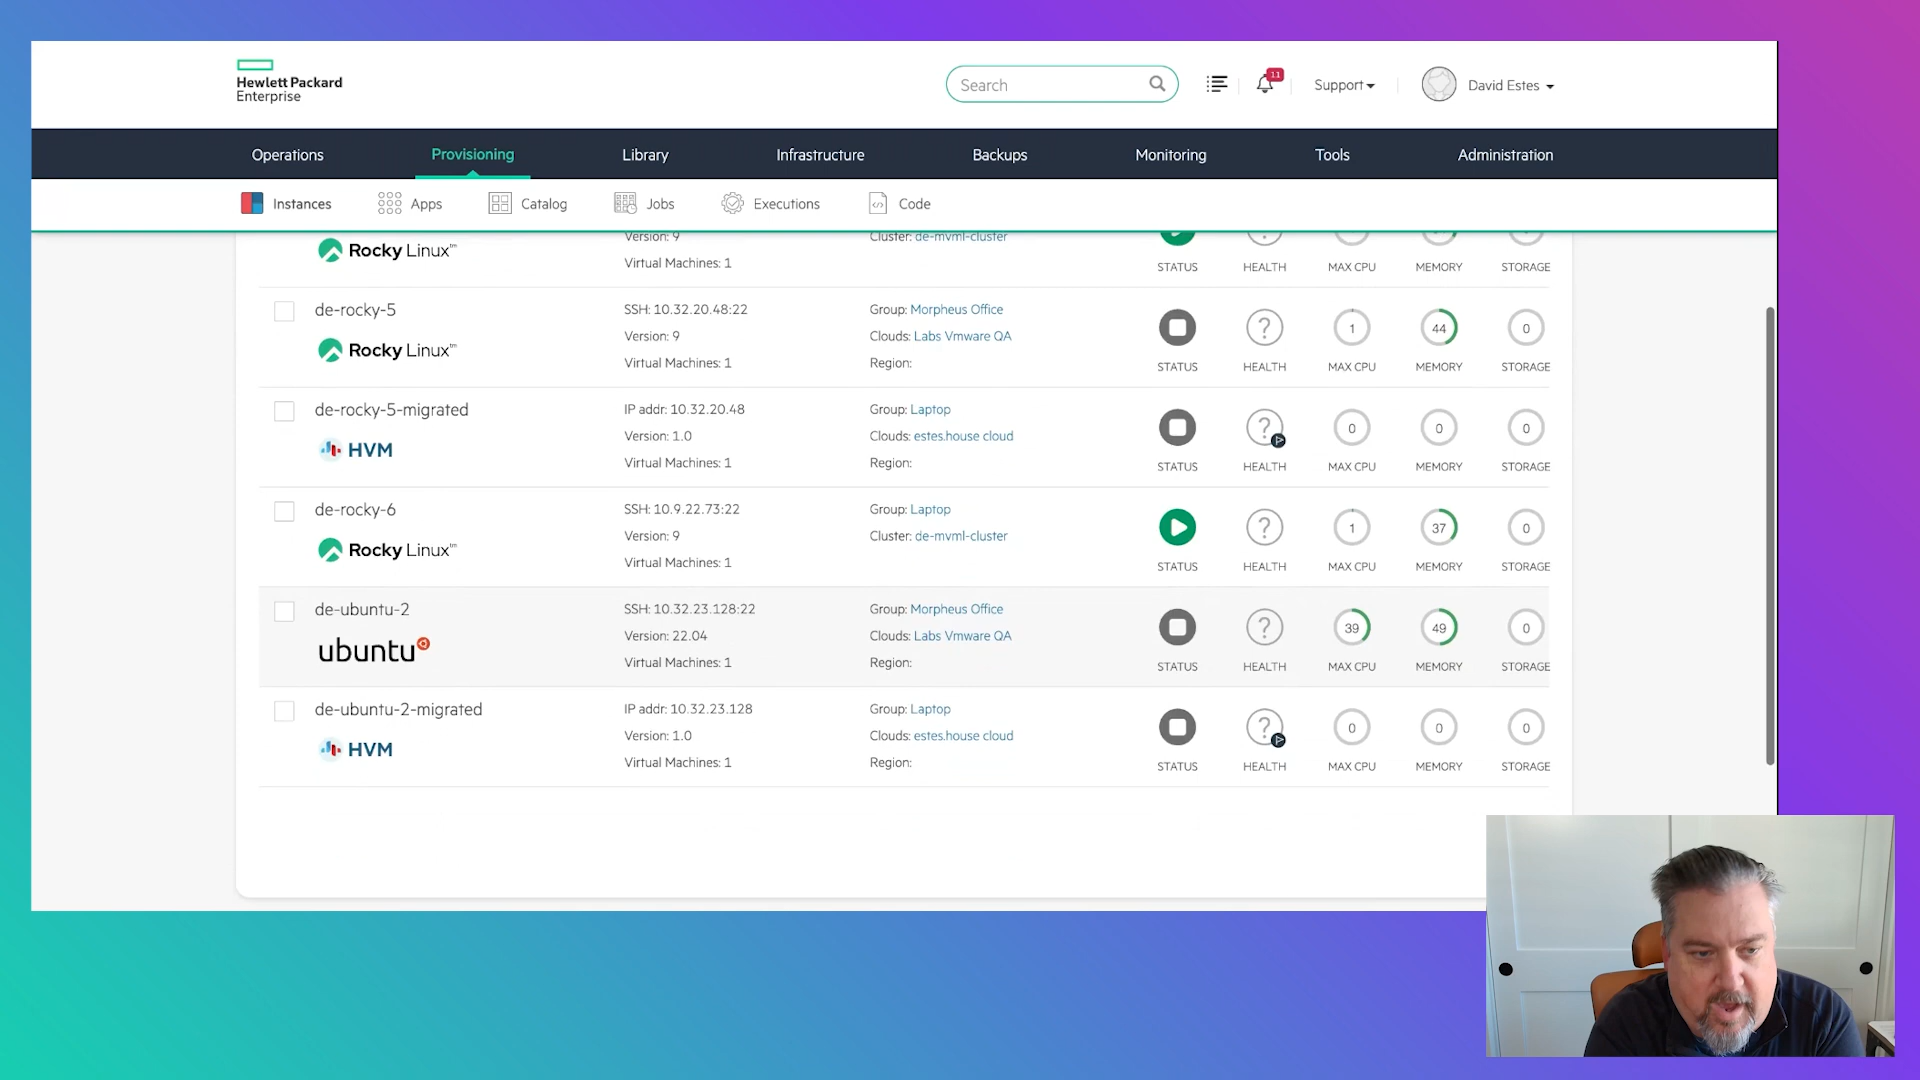 Hewlett Packard
Enterprise
Search
11
Support
David Estes
Operations
Provisioning
Library
Infrastructure
Backups
Monitoring
Tools
Administration
Instances
Apps
Catalog
Jobs
Executions
Code
Rocky Linux™
Version: 9
Virtual Machines: 1
Cluster: de-mvml-cluster
STATUS
HEALTH
MAX CPU
MEMORY
STORAGE
de-rocky-5
Rocky Linux™
SSH: 10.32.20.48:22
Version: 9
Virtual Machines: 1
Group: Morpheus Office
Clouds: Labs Vmware QA
Region:
?
1
44
0
STATUS
HEALTH
MAX CPU
MEMORY
STORAGE
de-rocky-5-migrated
HVM
IP addr: 10.32.20.48
Version: 1.0
Virtual Machines: 1
Group: Laptop
Clouds: estes.house cloud
Region:
?
0
0
0
STATUS
HEALTH
MAX CPU
MEMORY
STORAGE
de-rocky-6
Rocky Linux™
SSH: 10.9.22.73:22
Version: 9
Virtual Machines: 1
Group: Laptop
Cluster: de-mvml-cluster
?
1
37
0
STATUS
HEALTH
MAX CPU
MEMORY
STORAGE
de-ubuntu-2
ubuntu
SSH: 10.32.23.128:22
Version: 22.04
Virtual Machines: 1
Group: Morpheus Office
Clouds: Labs Vmware QA
Region:
?
39
49
0
STATUS
HEALTH
MAX CPU
MEMORY
STORAGE
de-ubuntu-2-migrated
HVM
IP addr: 10.32.23.128
Version: 1.0
Virtual Machines: 1
Group: Laptop
Clouds: estes.house cloud
Region:
?
0
0
0
STATUS
HEALTH
MAX CPU
MEMORY
STORAGE